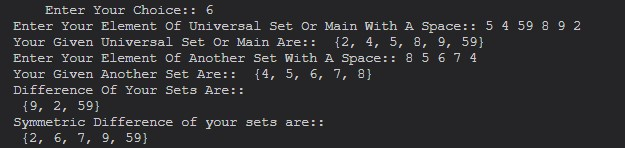 Enter Your Choice:: 6
Enter Your Element Of Universal Set Or Main With A Space:: 5 4 59 8 9 2
Your Given Universal Set Or Main Are::  {2, 4, 5, 8, 9, 59}
Enter Your Element Of Another Set With A Space:: 8 5 6 7 4
Your Given Another Set Are::  {4, 5, 6, 7, 8}
Difference Of Your Sets Are::
{9, 2, 59}
Symmetric Difference of your sets are::
{2, 6, 7, 9, 59}